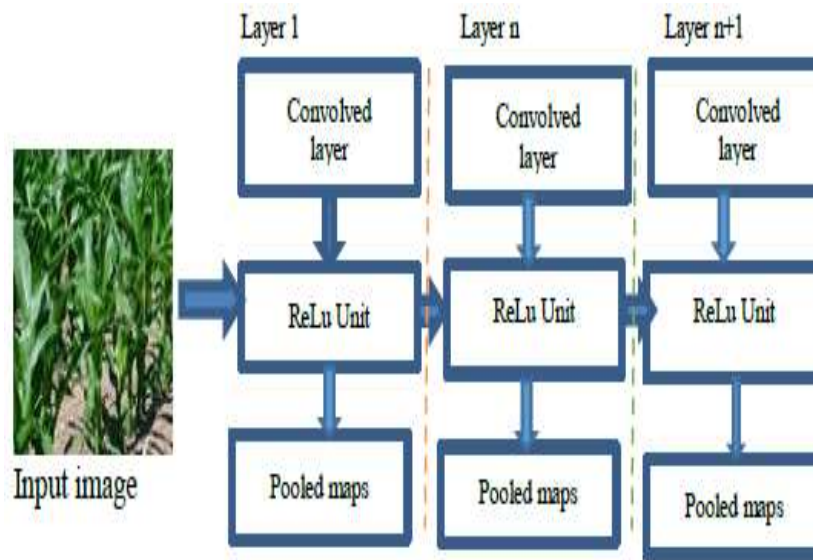 Layer 1
Layer n
Layer n+1
Convolved
layer
Convolved
layer
Convolved
layer
ReLu Unit
ReLu Unit
ReLu Unit
Pooled maps
Pooled maps
Pooled maps
Input image